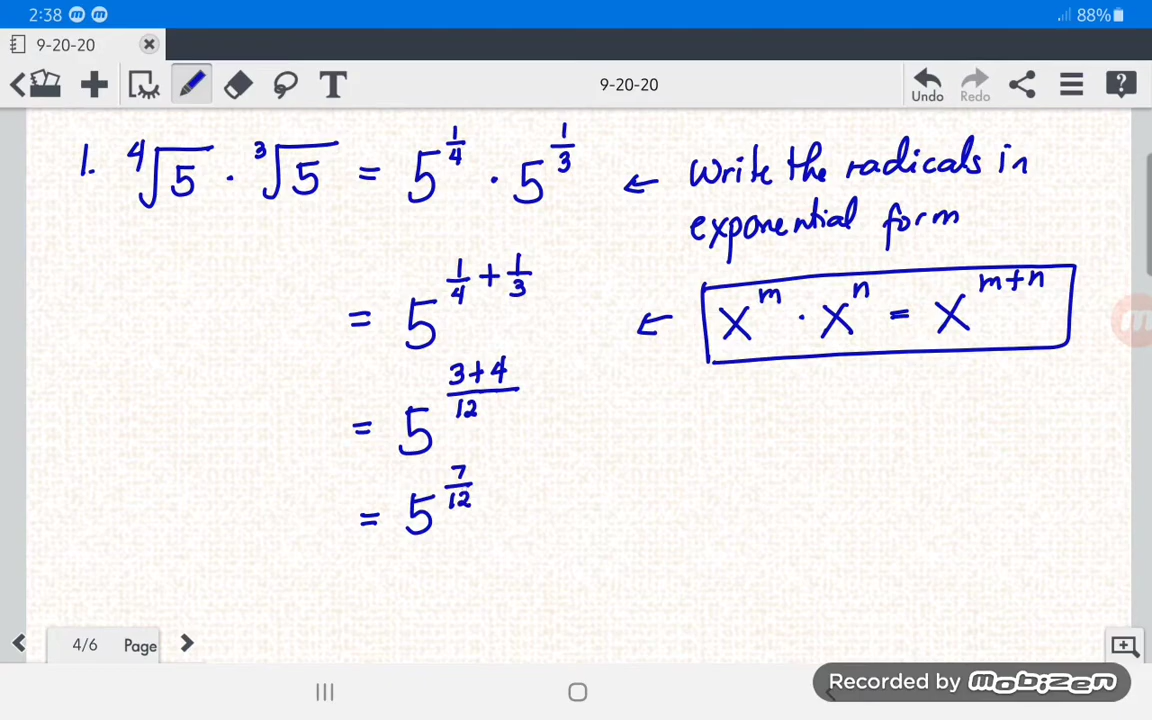 2:38 88%
9-20-20
T 9-20-20 Undo Redo ?
1. ∜5 · ∛5 = 5^(1/4) · 5^(1/3) ← Write the radicals in
exponential form
= 5^(1/4 + 1/3) ← x^m · x^n = x^(m+n)
= 5^((3+4)/12)
= 5^(7/12)
4/6 Page
Recorded by mobizen